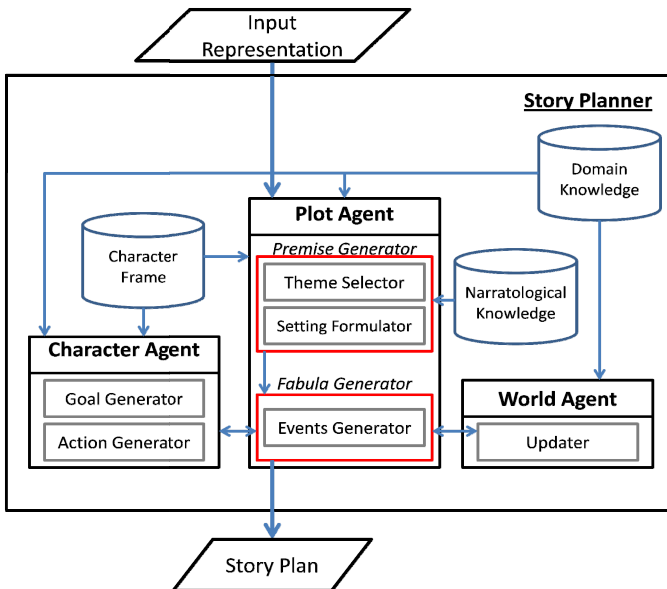 Input
Representation
Story Planner
Domain
Knowledge
Plot Agent
Premise Generator
Character
Frame
Theme Selector
Setting Formulator
Narratological
Knowledge
Character Agent
Goal Generator
Action Generator
Fabula Generator
Events Generator
World Agent
Updater
Story Plan